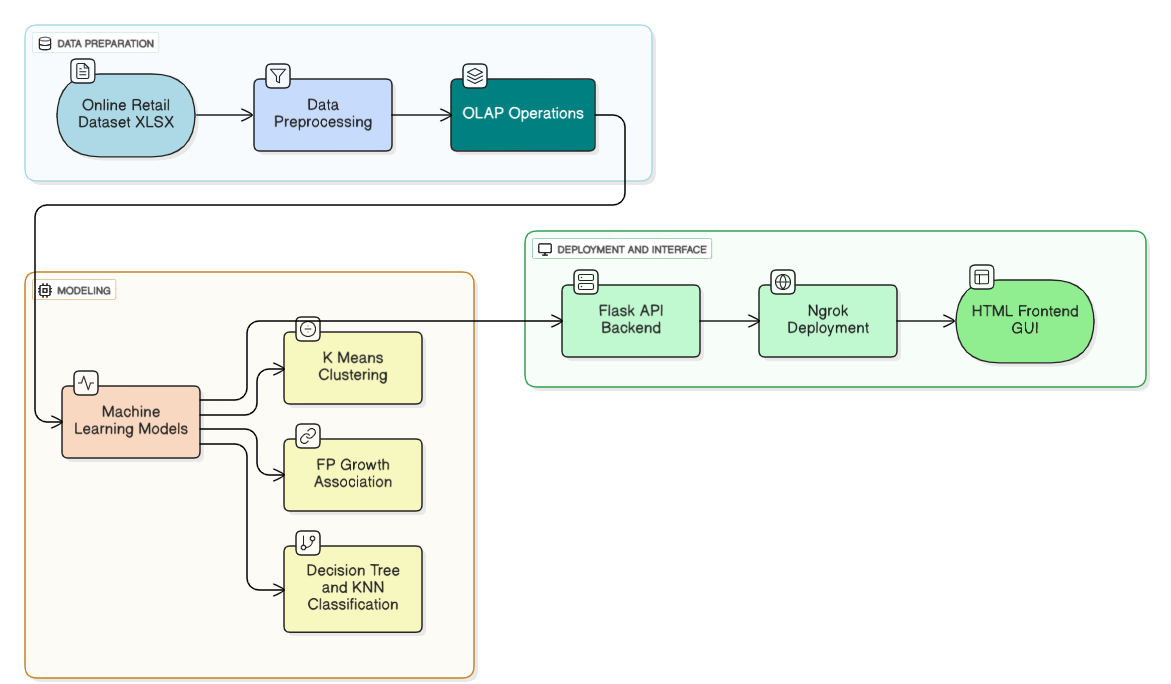 DATA PREPARATION
Online Retail
Dataset XLSX
Data
Preprocessing
OLAP Operations
DEPLOYMENT AND INTERFACE
Flask API
Backend
Ngrok
Deployment
HTML Frontend
GUI
MODELING
Machine
Learning Models
K Means
Clustering
FP Growth
Association
Decision Tree
and KNN
Classification